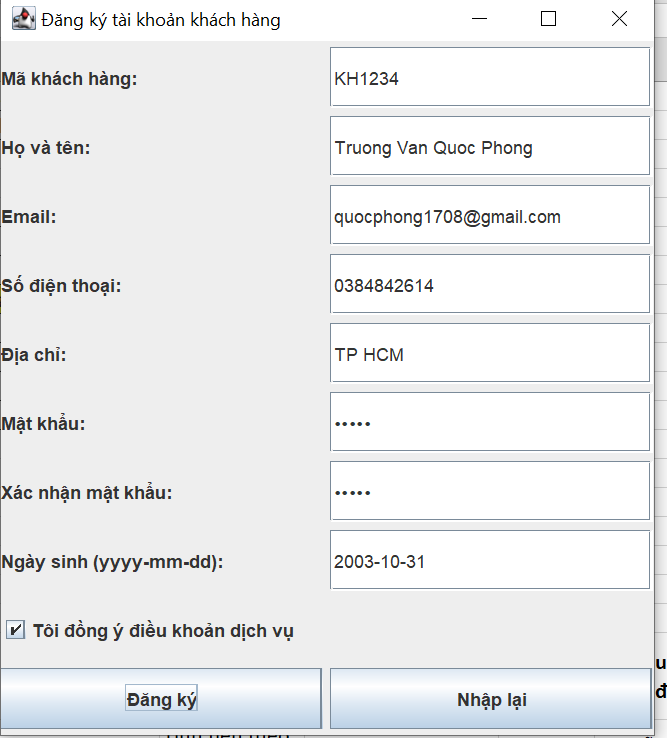 Đăng ký tài khoản khách hàng
Mã khách hàng: KH1234
Họ và tên: Truong Van Quoc Phong
Email: quocphong1708@gmail.com
Số điện thoại: 0384842614
Địa chỉ: TP HCM
Mật khẩu: •••••
Xác nhận mật khẩu: •••••
Ngày sinh (yyyy-mm-dd): 2003-10-31
Tôi đồng ý điều khoản dịch vụ
Đăng ký Nhập lại